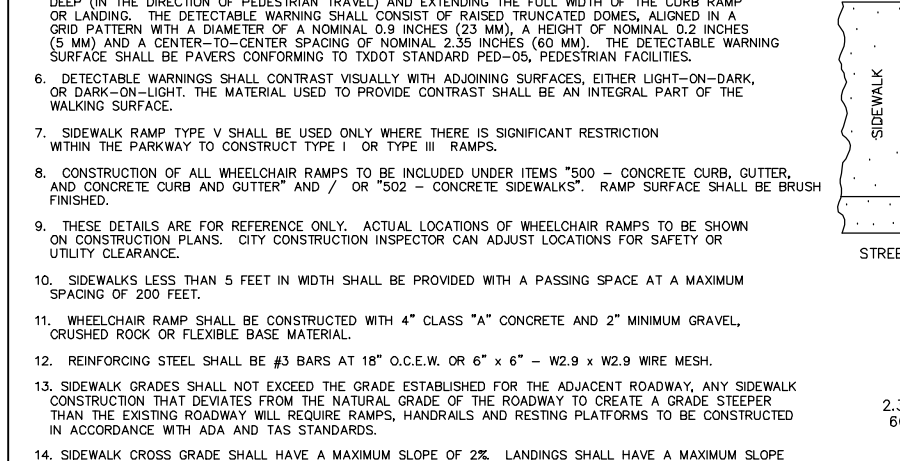 DEEP (IN THE DIRECTION OF PEDESTRIAN TRAVEL) AND EXTENDING THE FULL WIDTH OF THE CURB RAMP
OR LANDING. THE DETECTABLE WARNING SHALL CONSIST OF RAISED TRUNCATED DOMES, ALIGNED IN A
GRID PATTERN WITH A DIAMETER OF A NOMINAL 0.9 INCHES (23 MM), A HEIGHT OF NOMINAL 0.2 INCHES
(5 MM) AND A CENTER-TO-CENTER SPACING OF NOMINAL 2.35 INCHES (60 MM). THE DETECTABLE WARNING
SURFACE SHALL BE PAVERS CONFORMING TO TXDOT STANDARD PED-05, PEDESTRIAN FACILITIES.
6. DETECTABLE WARNINGS SHALL CONTRAST VISUALLY WITH ADJOINING SURFACES, EITHER LIGHT-ON-DARK,
OR DARK-ON-LIGHT. THE MATERIAL USED TO PROVIDE CONTRAST SHALL BE AN INTEGRAL PART OF THE
WALKING SURFACE.
7. SIDEWALK RAMP TYPE V SHALL BE USED ONLY WHERE THERE IS SIGNIFICANT RESTRICTION
WITHIN THE PARKWAY TO CONSTRUCT TYPE I OR TYPE III RAMPS.
8. CONSTRUCTION OF ALL WHEELCHAIR RAMPS TO BE INCLUDED UNDER ITEMS "500 - CONCRETE CURB, GUTTER,
AND CONCRETE CURB AND GUTTER" AND / OR "502 - CONCRETE SIDEWALKS". RAMP SURFACE SHALL BE BRUSH
FINISHED.
9. THESE DETAILS ARE FOR REFERENCE ONLY. ACTUAL LOCATIONS OF WHEELCHAIR RAMPS TO BE SHOWN
ON CONSTRUCTION PLANS. CITY CONSTRUCTION INSPECTOR CAN ADJUST LOCATIONS FOR SAFETY OR
UTILITY CLEARANCE.
10. SIDEWALKS LESS THAN 5 FEET IN WIDTH SHALL BE PROVIDED WITH A PASSING SPACE AT A MAXIMUM
SPACING OF 200 FEET.
11. WHEELCHAIR RAMP SHALL BE CONSTRUCTED WITH 4" CLASS "A" CONCRETE AND 2" MINIMUM GRAVEL,
CRUSHED ROCK OR FLEXIBLE BASE MATERIAL.
12. REINFORCING STEEL SHALL BE #3 BARS AT 18" O.C.E.W. OR 6" x 6" - W2.9 x W2.9 WIRE MESH.
13. SIDEWALK GRADES SHALL NOT EXCEED THE GRADE ESTABLISHED FOR THE ADJACENT ROADWAY, ANY SIDEWALK
CONSTRUCTION THAT DEVIATES FROM THE NATURAL GRADE OF THE ROADWAY TO CREATE A GRADE STEEPER
THAN THE EXISTING ROADWAY WILL REQUIRE RAMPS, HANDRAILS AND RESTING PLATFORMS TO BE CONSTRUCTED
IN ACCORDANCE WITH ADA AND TAS STANDARDS.
14. SIDEWALK CROSS GRADE SHALL HAVE A MAXIMUM SLOPE OF 2%. LANDINGS SHALL HAVE A MAXIMUM SLOPE
SIDEWALK